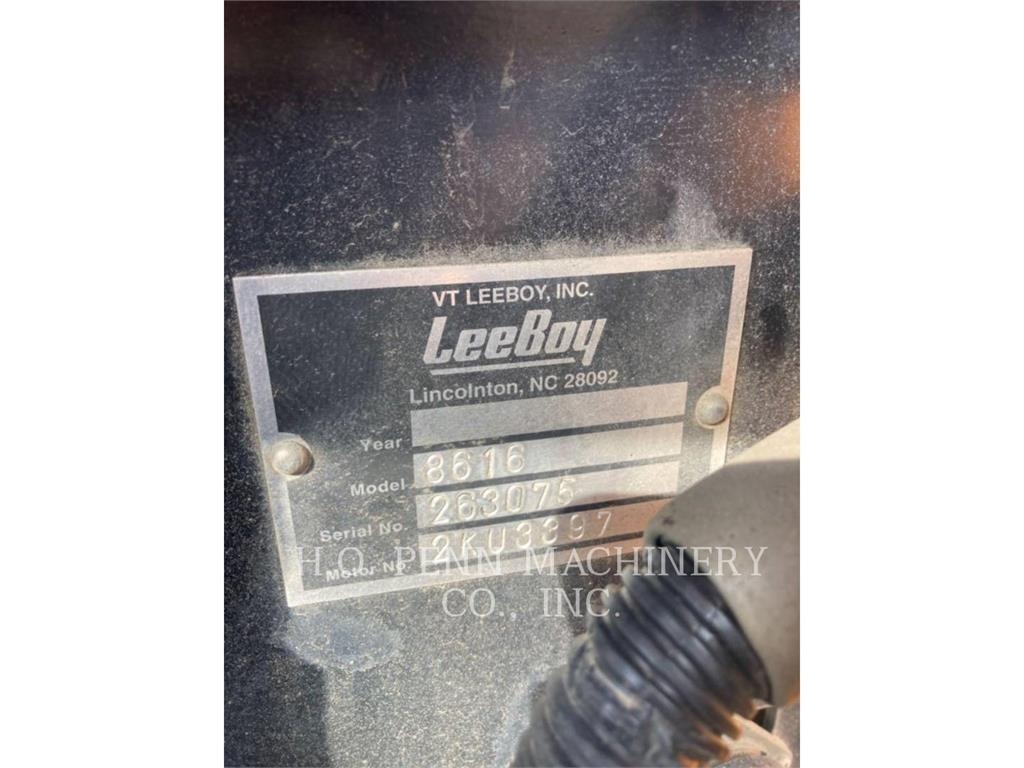 VT LEEBOY, INC.
LeeBoy
Lincolnton, NC 28092
Year
Model 8616
Serial No. 263075
Motor No. 2KU3397
H.O. PENN MACHINERY
CO., INC.